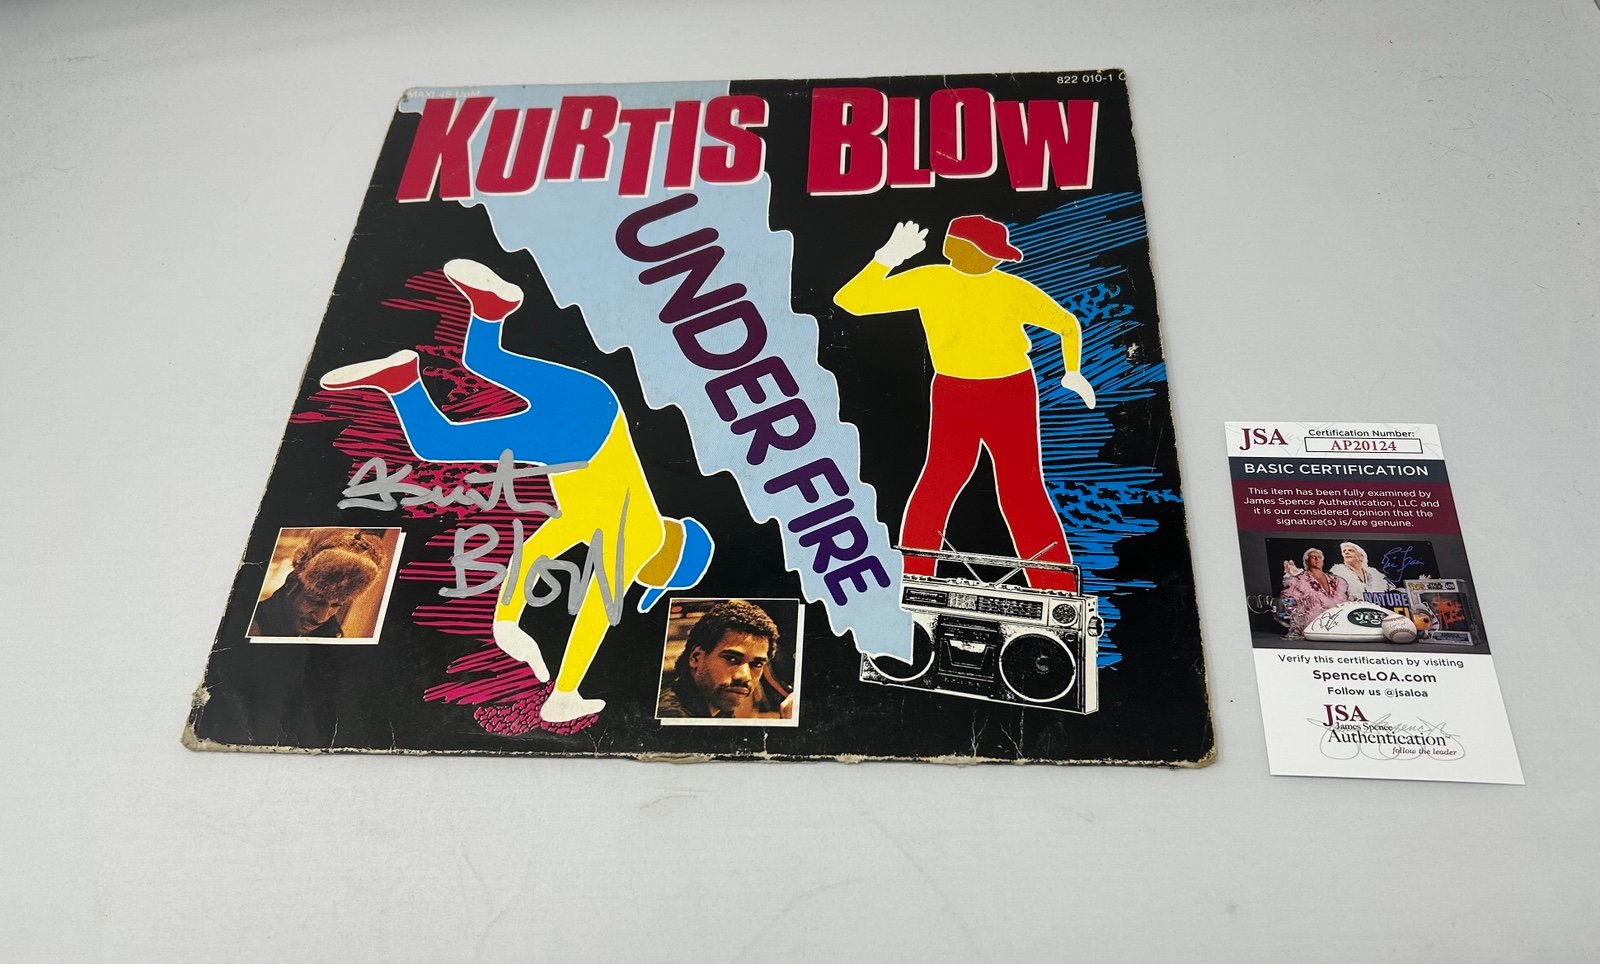 MAXI 45 UpM
822 010-1
KURTIS BLOW
UNDER FIRE
Kurtis
Blow
JSA
Certification Number:
AP20124
BASIC CERTIFICATION
This item has been fully examined by
James Spence Authentication, LLC and
it is our considered opinion that the
signature(s) is/are genuine.
NATURE
JETS
Verify this certification by visiting
SpenceLOA.com
Follow us @jsaloa
JSA
James Spence
Authentication
follow the leader